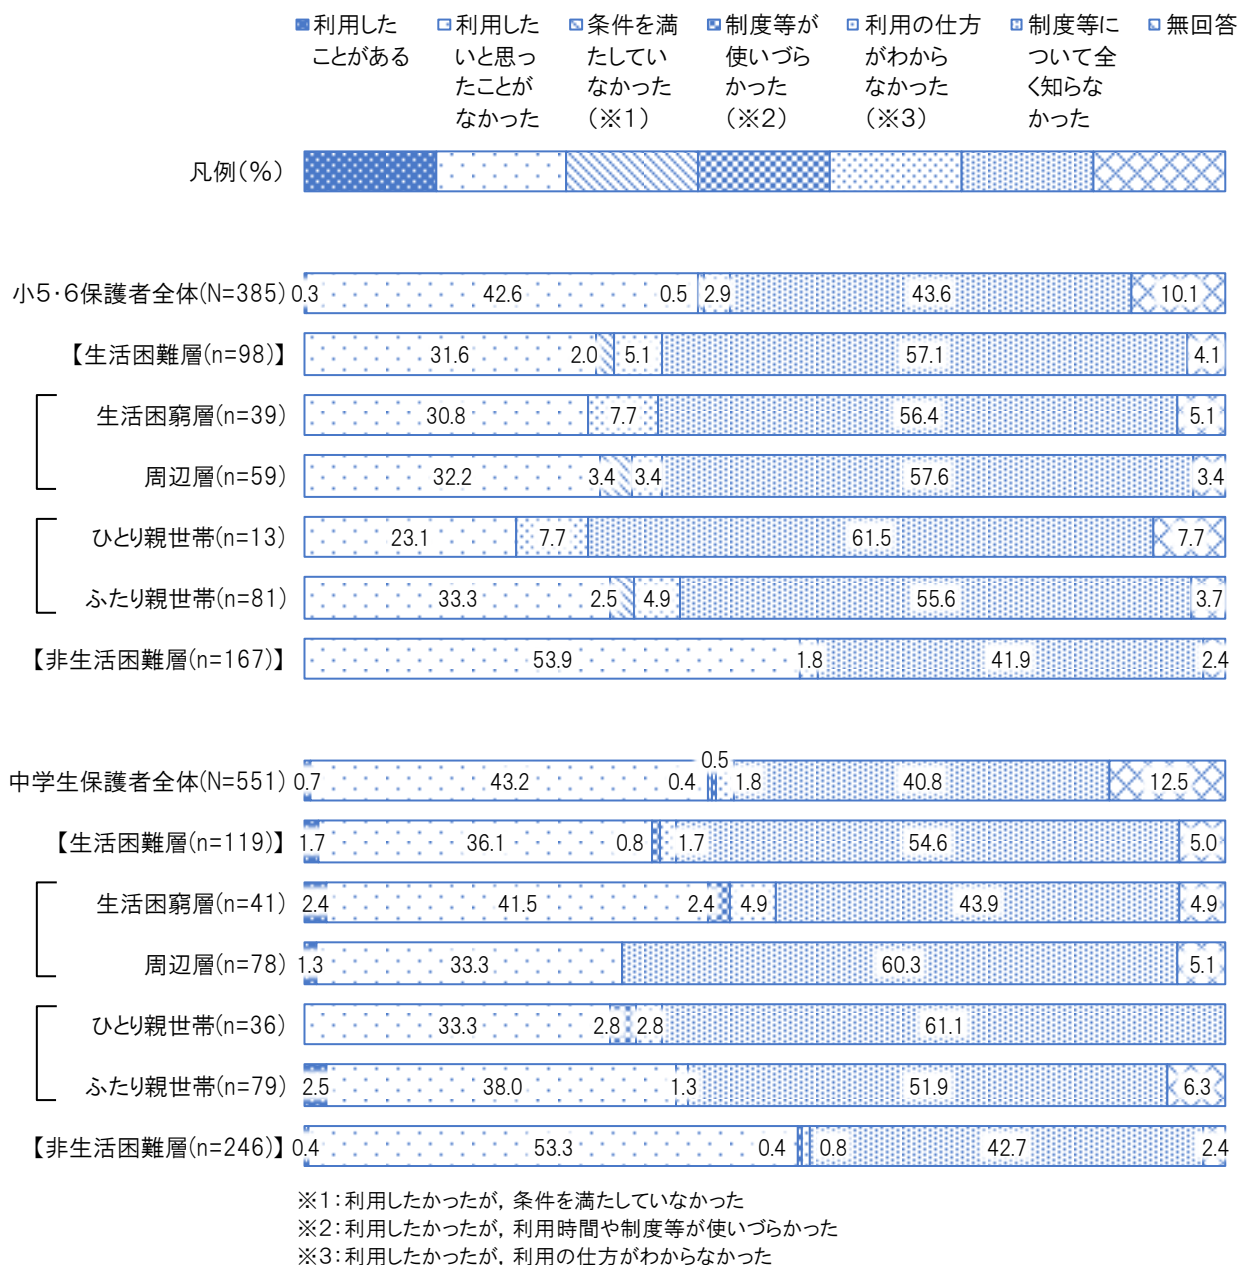 利用した
ことがある
利用した
いと思っ
たことが
なかった
条件を満
たしてい
なかった
（※1）
制度等が
使いづら
かった
（※2）
利用の仕方
がわから
なかった
（※3）
制度等に
ついて全
く知らな
かった
無回答
凡例(％)
小5・6保護者全体(N=385) 0.3 42.6 0.5 2.9 43.6 10.1
【生活困難層(n=98)】 31.6 2.0 5.1 57.1 4.1
生活困窮層(n=39) 30.8 7.7 56.4 5.1
周辺層(n=59) 32.2 3.4 3.4 57.6 3.4
ひとり親世帯(n=13) 23.1 7.7 61.5 7.7
ふたり親世帯(n=81) 33.3 2.5 4.9 55.6 3.7
【非生活困難層(n=167)】 53.9 1.8 41.9 2.4
中学生保護者全体(N=551) 0.7 43.2 0.4 0.5 1.8 40.8 12.5
【生活困難層(n=119)】 1.7 36.1 0.8 1.7 54.6 5.0
生活困窮層(n=41) 2.4 41.5 2.4 4.9 43.9 4.9
周辺層(n=78) 1.3 33.3 60.3 5.1
ひとり親世帯(n=36) 33.3 2.8 2.8 61.1
ふたり親世帯(n=79) 2.5 38.0 1.3 51.9 6.3
【非生活困難層(n=246)】 0.4 53.3 0.4 0.8 42.7 2.4
※1：利用したかったが，条件を満たしていなかった
※2：利用したかったが，利用時間や制度等が使いづらかった
※3：利用したかったが，利用の仕方がわからなかった